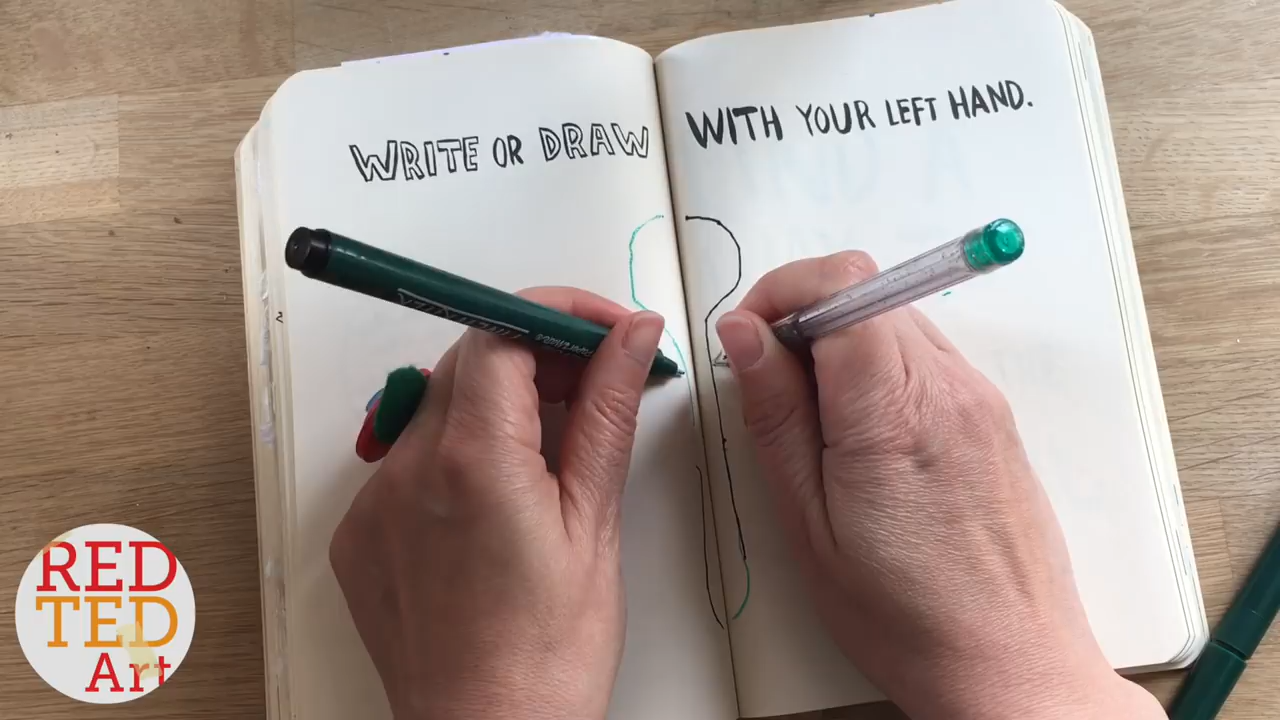 WRITE OR DRAW
WITH YOUR LEFT HAND.
RED
TED
Art